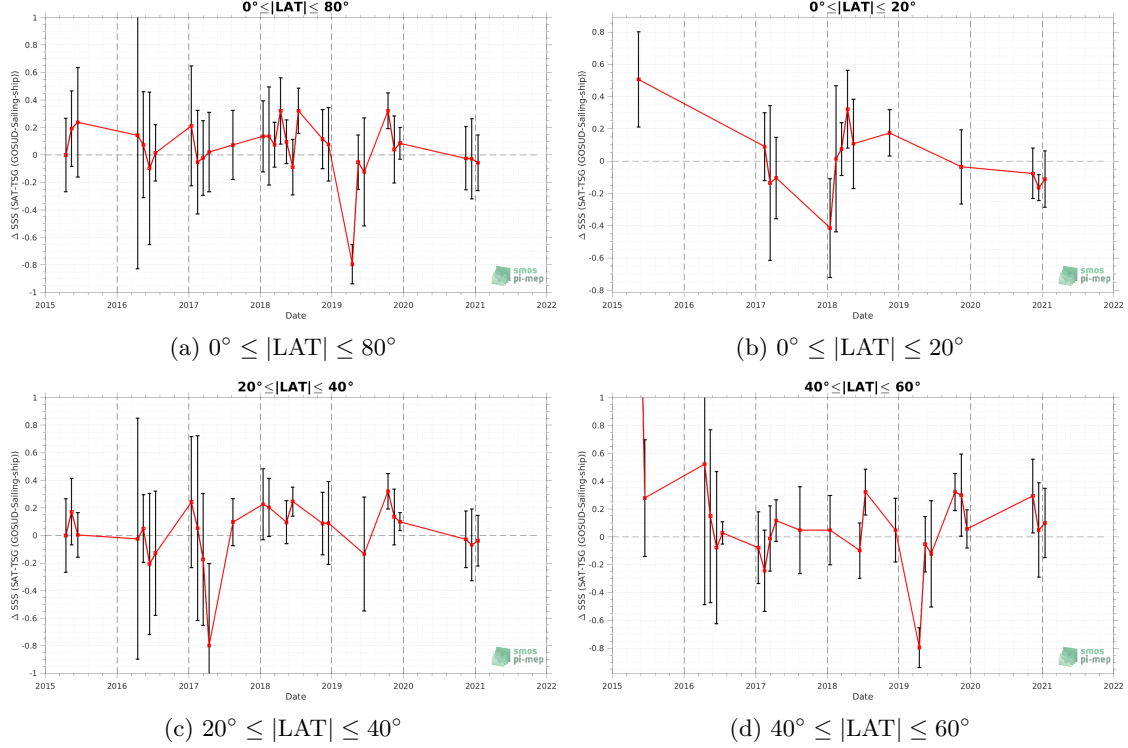 0°≤|LAT|≤ 80°
Δ SSS (SAT-TSG (GOSUD-Sailing-ship))
1
0.8
0.6
0.4
0.2
0
-0.2
-0.4
-0.6
-0.8
-1
2015 2016 2017 2018 2019 2020 2021 2022
Date
smos
pi-mep
(a) 0° ≤ |LAT| ≤ 80°
0°≤|LAT|≤ 20°
Δ SSS (SAT-TSG (GOSUD-Sailing-ship))
0.8
0.6
0.4
0.2
0
-0.2
-0.4
-0.6
-0.8
2015 2016 2017 2018 2019 2020 2021 2022
Date
smos
pi-mep
(b) 0° ≤ |LAT| ≤ 20°
20°≤|LAT|≤ 40°
Δ SSS (SAT-TSG (GOSUD-Sailing-ship))
1
0.8
0.6
0.4
0.2
0
-0.2
-0.4
-0.6
-0.8
-1
2015 2016 2017 2018 2019 2020 2021 2022
Date
smos
pi-mep
(c) 20° ≤ |LAT| ≤ 40°
40°≤|LAT|≤ 60°
Δ SSS (SAT-TSG (GOSUD-Sailing-ship))
1
0.8
0.6
0.4
0.2
0
-0.2
-0.4
-0.6
-0.8
2015 2016 2017 2018 2019 2020 2021 2022
Date
smos
pi-mep
(d) 40° ≤ |LAT| ≤ 60°